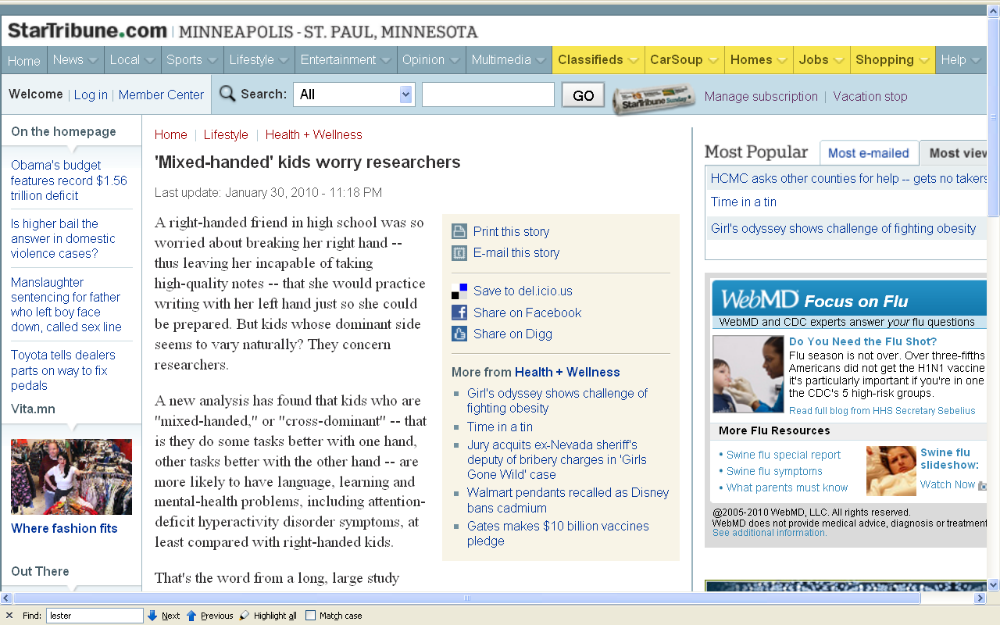 StarTribune.com | MINNEAPOLIS - ST. PAUL, MINNESOTA
Home News Local Sports Lifestyle Entertainment Opinion Multimedia Classifieds CarSoup Homes Jobs Shopping Help
Welcome | Log in | Member Center Search: All GO StarTribune Sunday Manage subscription | Vacation stop
On the homepage
Obama's budget
features record $1.56
trillion deficit
Is higher bail the
answer in domestic
violence cases?
Manslaughter
sentencing for father
who left boy face
down, called sex line
Toyota tells dealers
parts on way to fix
pedals
Vita.mn
Where fashion fits
Out There
Home | Lifestyle | Health + Wellness
'Mixed-handed' kids worry researchers
Last update: January 30, 2010 - 11:18 PM
A right-handed friend in high school was so
worried about breaking her right hand --
thus leaving her incapable of taking
high-quality notes -- that she would practice
writing with her left hand just so she could
be prepared. But kids whose dominant side
seems to vary naturally? They concern
researchers.
A new analysis has found that kids who are
"mixed-handed," or "cross-dominant" -- that
is they do some tasks better with one hand,
other tasks better with the other hand -- are
more likely to have language, learning and
mental-health problems, including attention-
deficit hyperactivity disorder symptoms, at
least compared with right-handed kids.
That's the word from a long, large study
Print this story
E-mail this story
Save to del.icio.us
Share on Facebook
Share on Digg
More from Health + Wellness
Girl's odyssey shows challenge of
fighting obesity
Time in a tin
Jury acquits ex-Nevada sheriff's
deputy of bribery charges in 'Girls
Gone Wild' case
Walmart pendants recalled as Disney
bans cadmium
Gates makes $10 billion vaccines
pledge
Most Popular Most e-mailed Most view
HCMC asks other counties for help -- gets no takers
Time in a tin
Girl's odyssey shows challenge of fighting obesity
WebMD Focus on Flu
WebMD and CDC experts answer your flu questions
Do You Need the Flu Shot?
Flu season is not over. Over three-fifths
Americans did not get the H1N1 vaccine
it's particularly important if you're in one
the CDC's 5 high-risk groups.
Read full blog from HHS Secretary Sebelius
More Flu Resources
• Swine flu special report
• Swine flu symptoms
• What parents must know
Swine flu
slideshow:
Watch Now
@2005-2010 WebMD, LLC. All rights reserved.
WebMD does not provide medical advice, diagnosis or treatment
See additional information.
Find: lester Next Previous Highlight all Match case